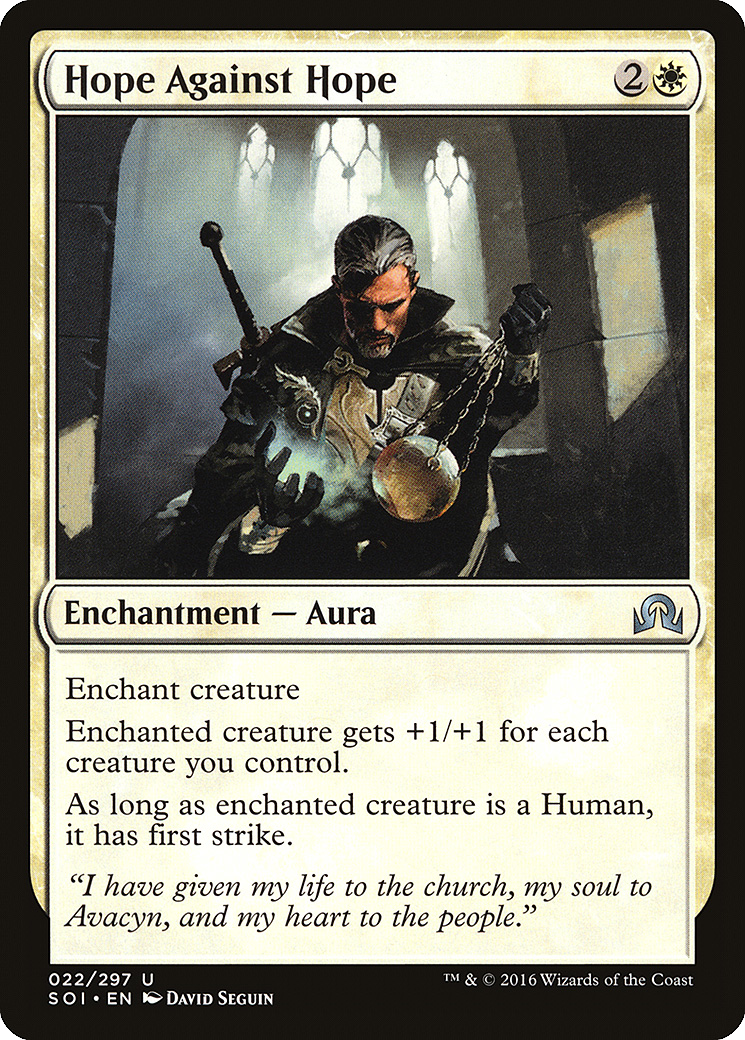 Hope Against Hope 2
Enchantment — Aura
Enchant creature
Enchanted creature gets +1/+1 for each
creature you control.
As long as enchanted creature is a Human,
it has first strike.
“I have given my life to the church, my soul to
Avacyn, and my heart to the people.”
022/297 U
SOI • EN DAVID SEGUIN
™ & © 2016 Wizards of the Coast